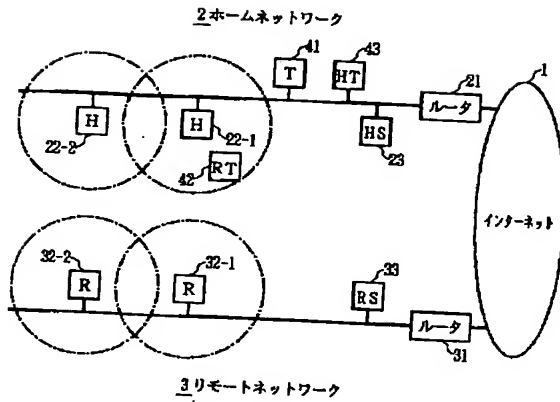 2 ホームネットワーク
41
43
T
HT
21
ルータ
1
H
22-2
H
22-1
42
RT
HS
23
インターネット
32-2
R
32-1
R
33
RS
ルータ
31
3 リモートネットワーク